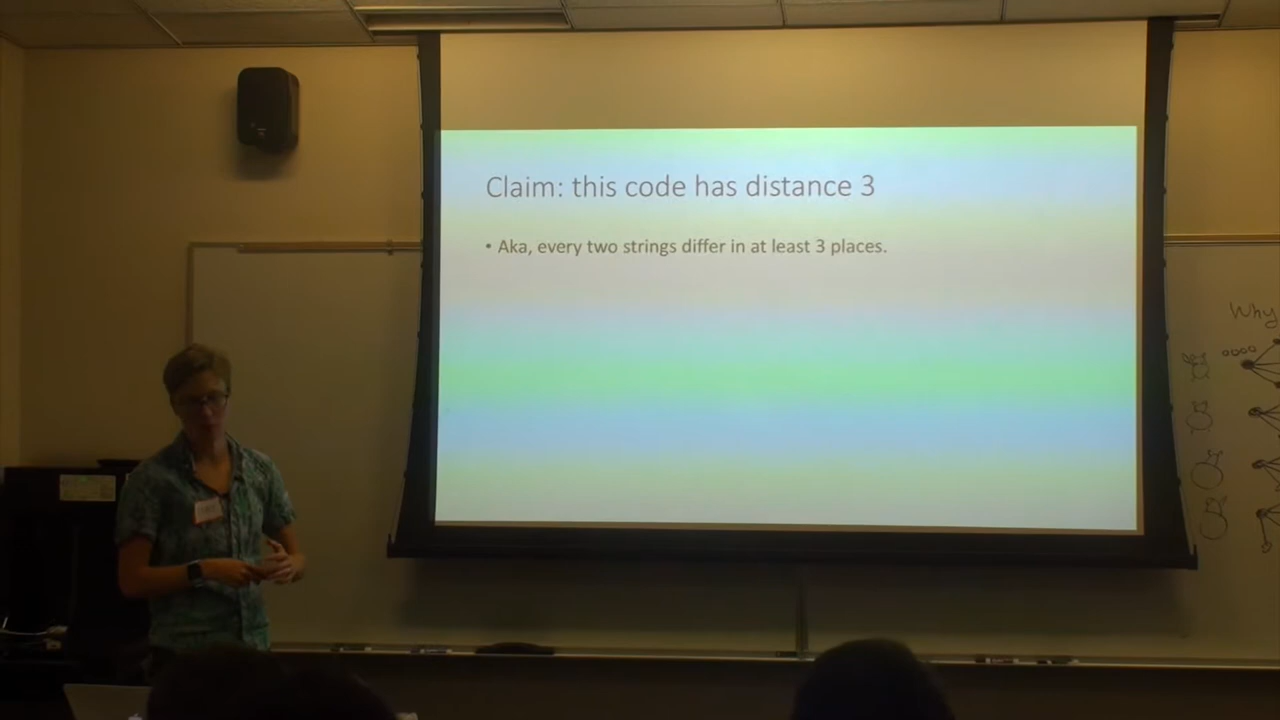 Claim: this code has distance 3
• Aka, every two strings differ in at least 3 places.
Why